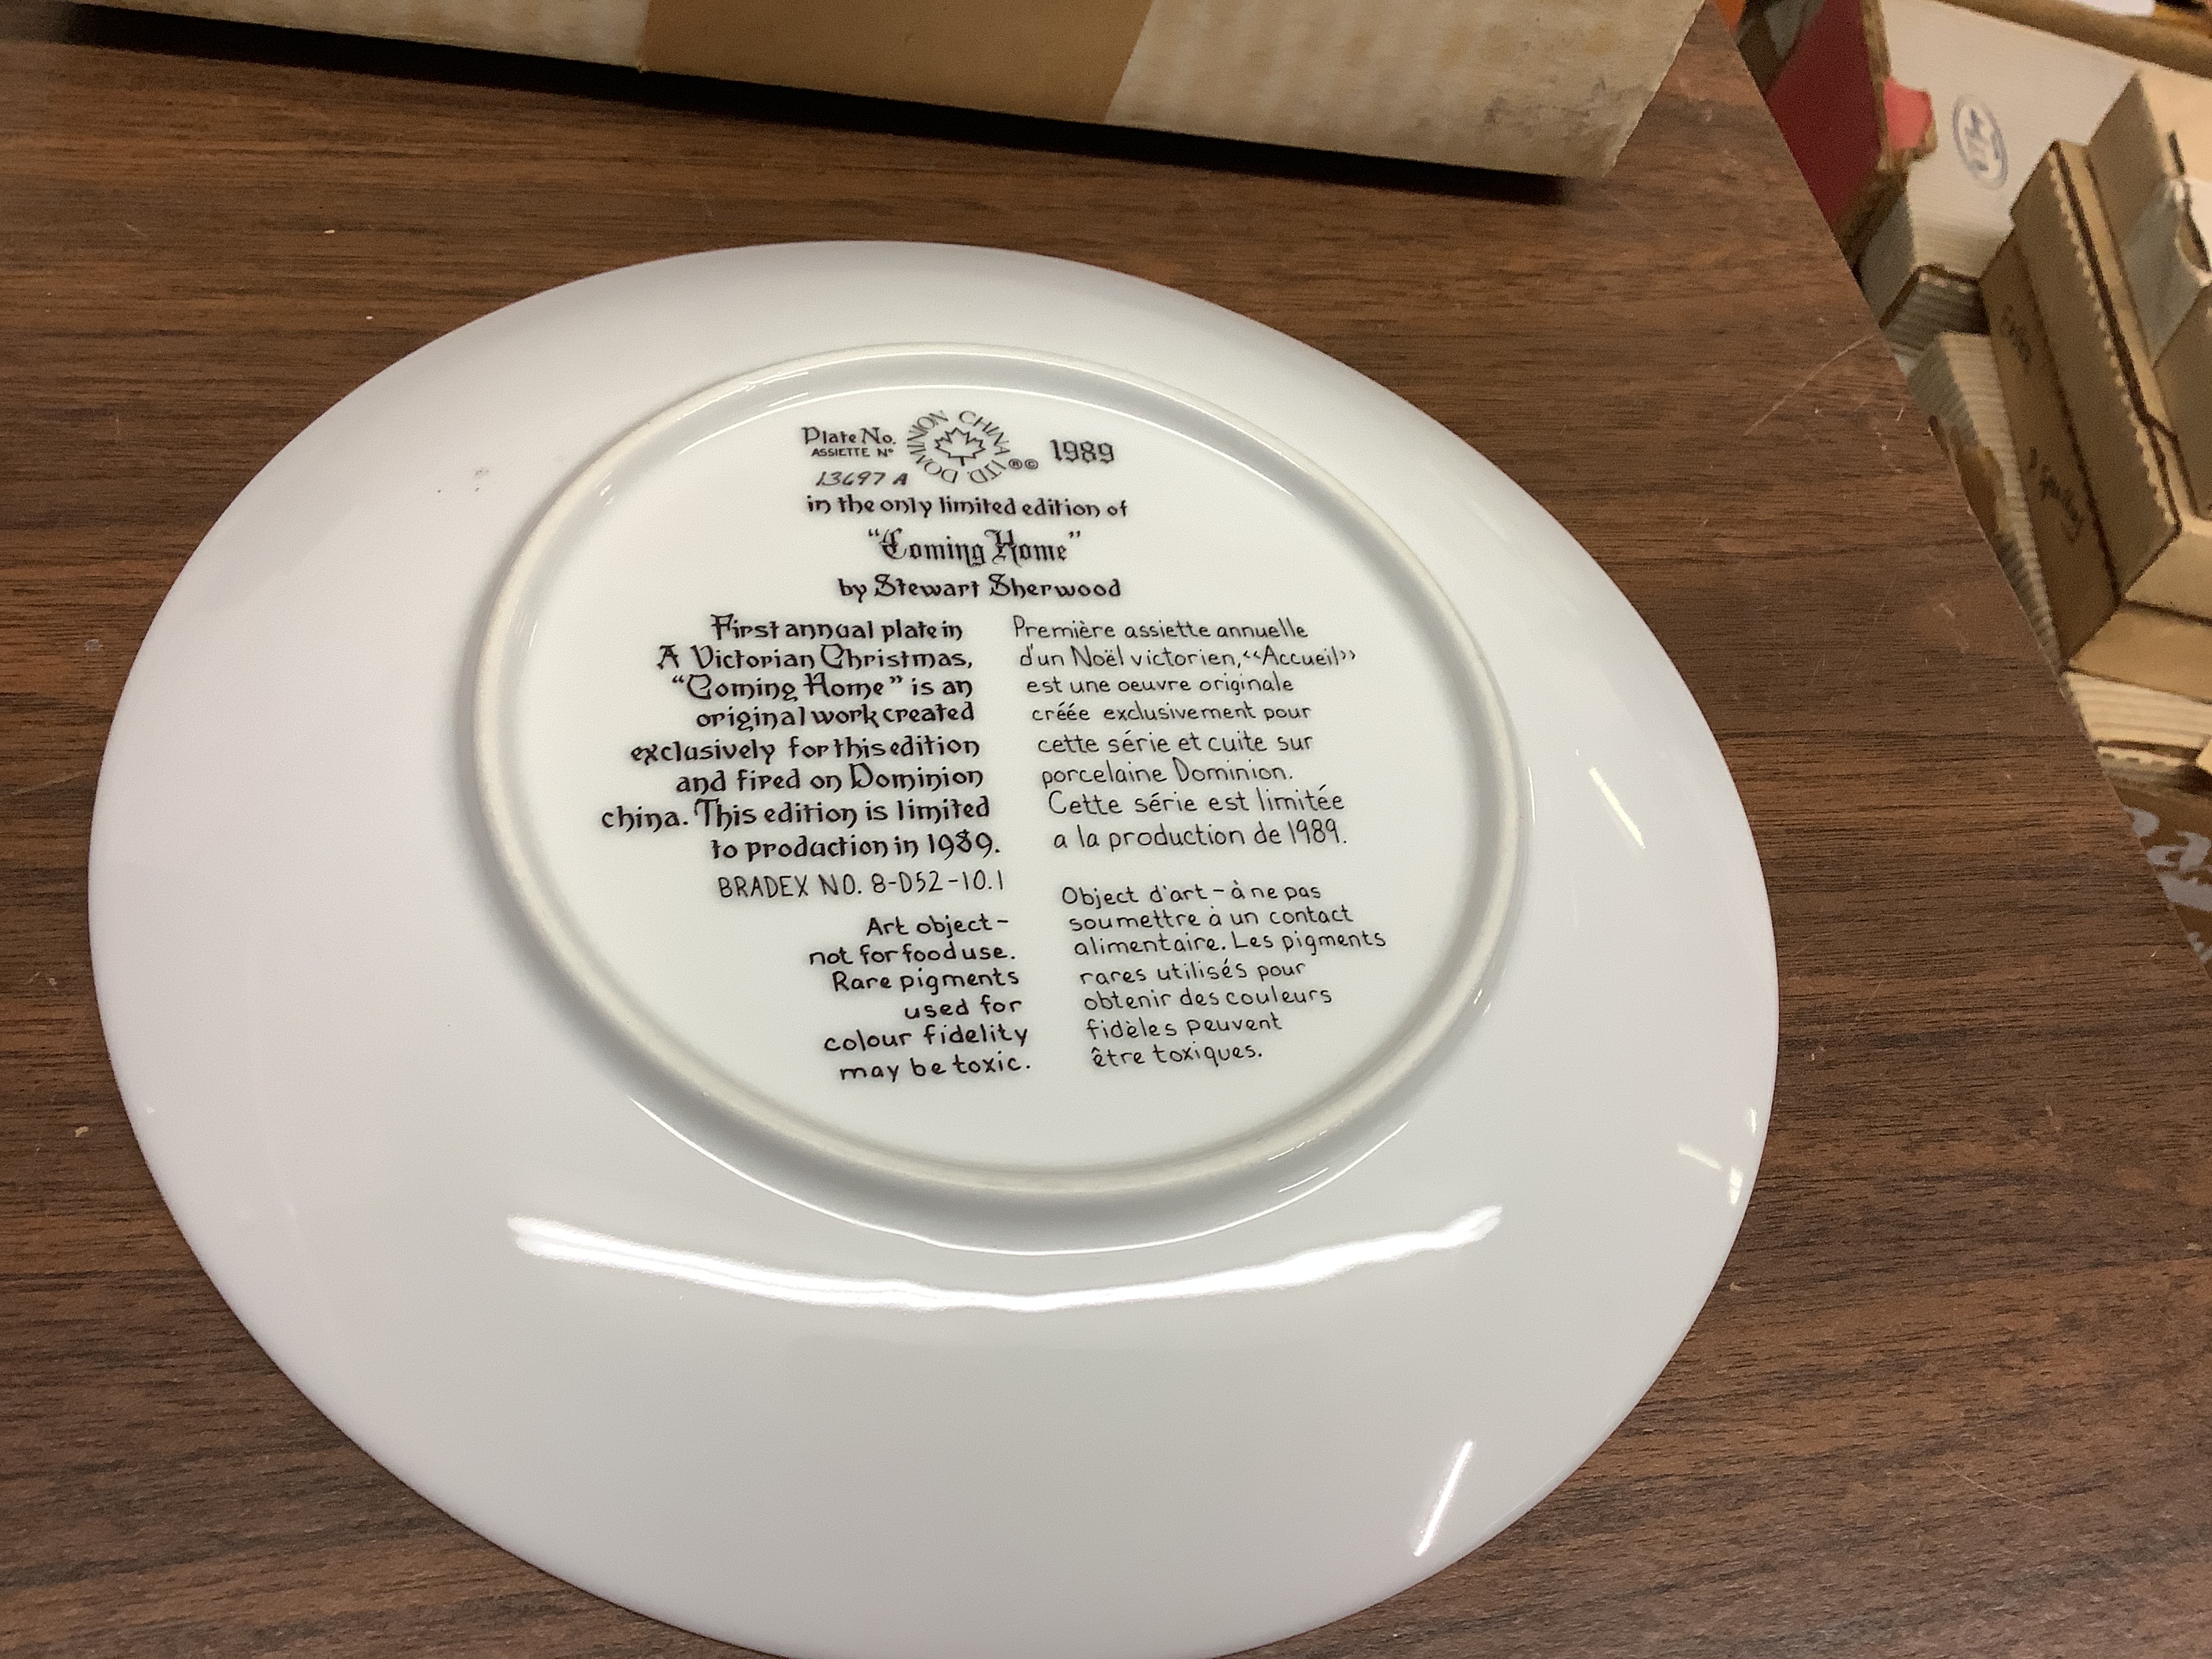 Plate No.
ASSIETTE N°
13697 A
DOMINION CHINA LTD.
®©
1989
in the only limited edition of
“Coming Home”
by Stewart Sherwood
First annual plate in
A Victorian Christmas,
“Coming Home” is an
original work created
exclusively for this edition
and fired on Dominion
china. This edition is limited
to production in 1989.
BRADEX NO. 8-D52-10.1
Art object-
not for food use.
Rare pigments
used for
colour fidelity
may be toxic.
Première assiette annuelle
d'un Noël victorien, «Accueil»
est une oeuvre originale
créée exclusivement pour
cette série et cuite sur
porcelaine Dominion.
Cette série est limitée
a la production de 1989.
Object d'art - à ne pas
soumettre à un contact
alimentaire. Les pigments
rares utilisés pour
obtenir des couleurs
fidèles peuvent
être toxiques.